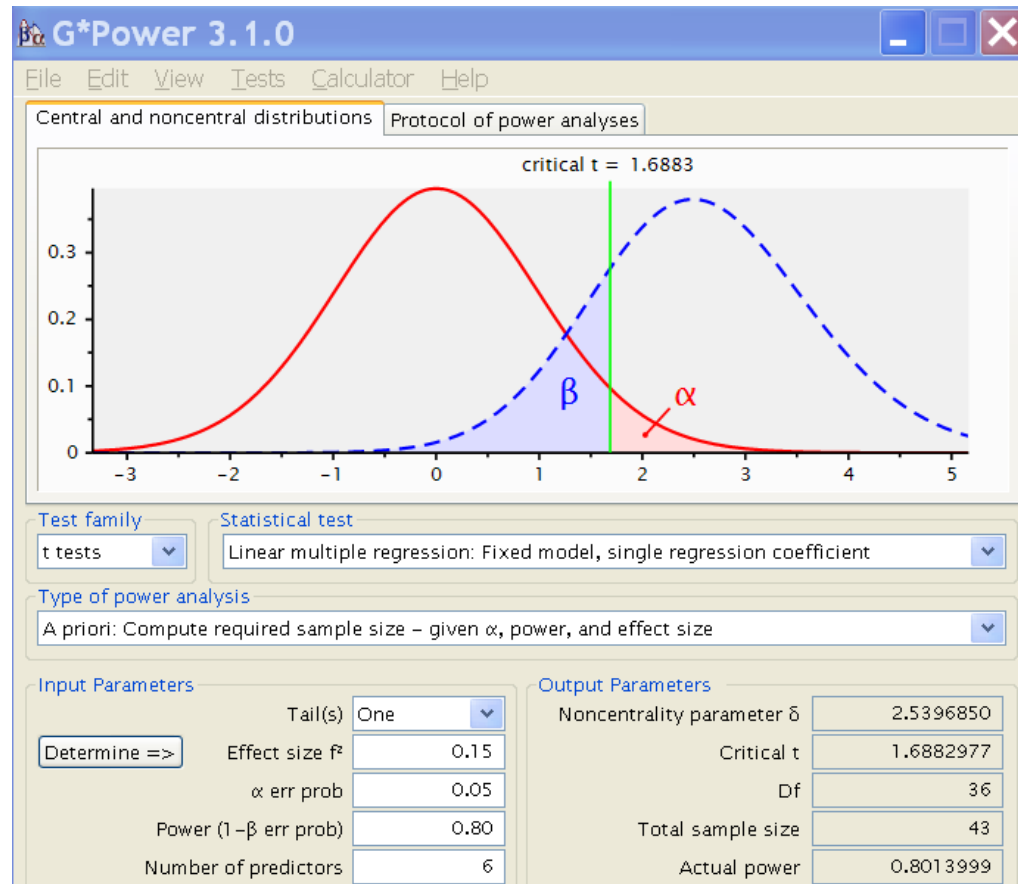 G*Power 3.1.0
File Edit View Tests Calculator Help
Central and noncentral distributions Protocol of power analyses
critical t = 1.6883
0.3
0.2
0.1
0
β α
-3 -2 -1 0 1 2 3 4 5
Test family Statistical test
t tests Linear multiple regression: Fixed model, single regression coefficient
Type of power analysis
A priori: Compute required sample size – given α, power, and effect size
Input Parameters Output Parameters
Tail(s) One Noncentrality parameter δ 2.5396850
Determine => Effect size f² 0.15 Critical t 1.6882977
α err prob 0.05 Df 36
Power (1-β err prob) 0.80 Total sample size 43
Number of predictors 6 Actual power 0.8013999